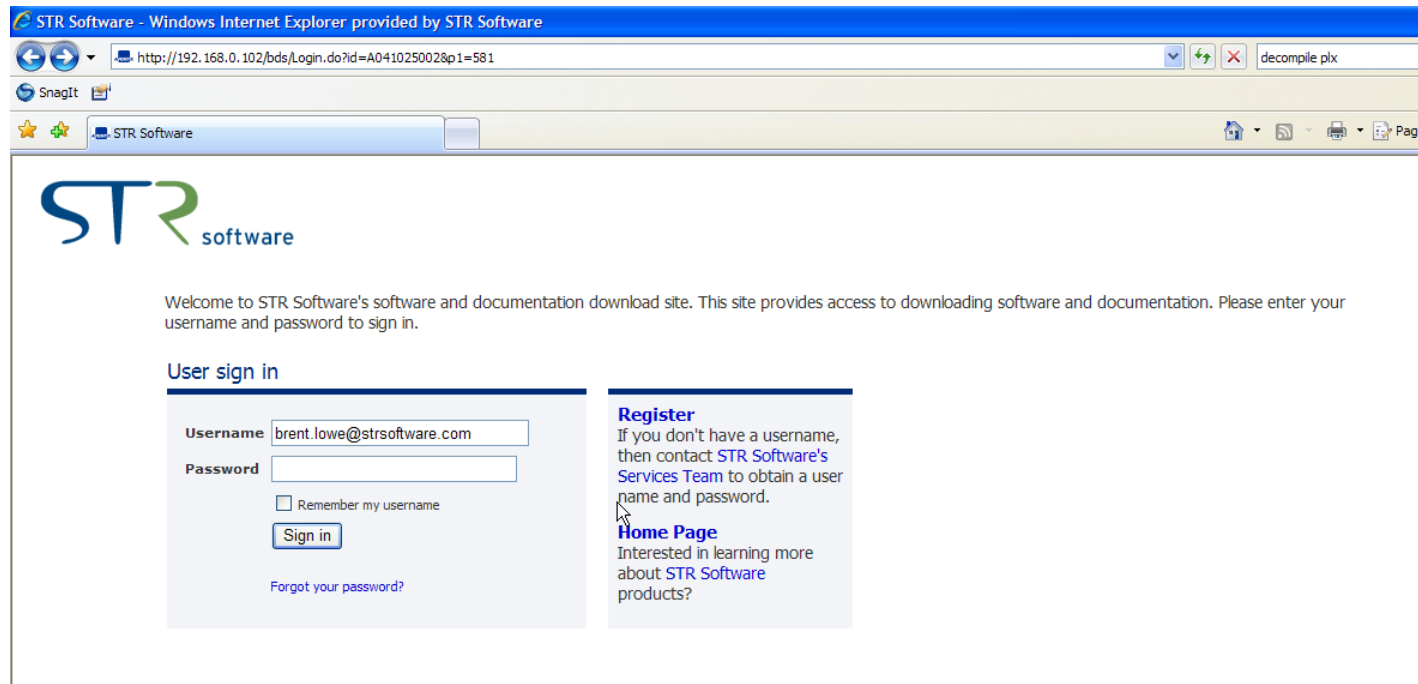 STR Software - Windows Internet Explorer provided by STR Software
http://192.168.0.102/bds/Login.do?id=A041025002&p1=581
decompile plx
SnagIt
STR Software
Pag
STR software
Welcome to STR Software's software and documentation download site. This site provides access to downloading software and documentation. Please enter your
username and password to sign in.
User sign in
Username brent.lowe@strsoftware.com
Password
Remember my username
Sign in
Forgot your password?
Register
If you don't have a username,
then contact STR Software's
Services Team to obtain a user
name and password.
Home Page
Interested in learning more
about STR Software
products?